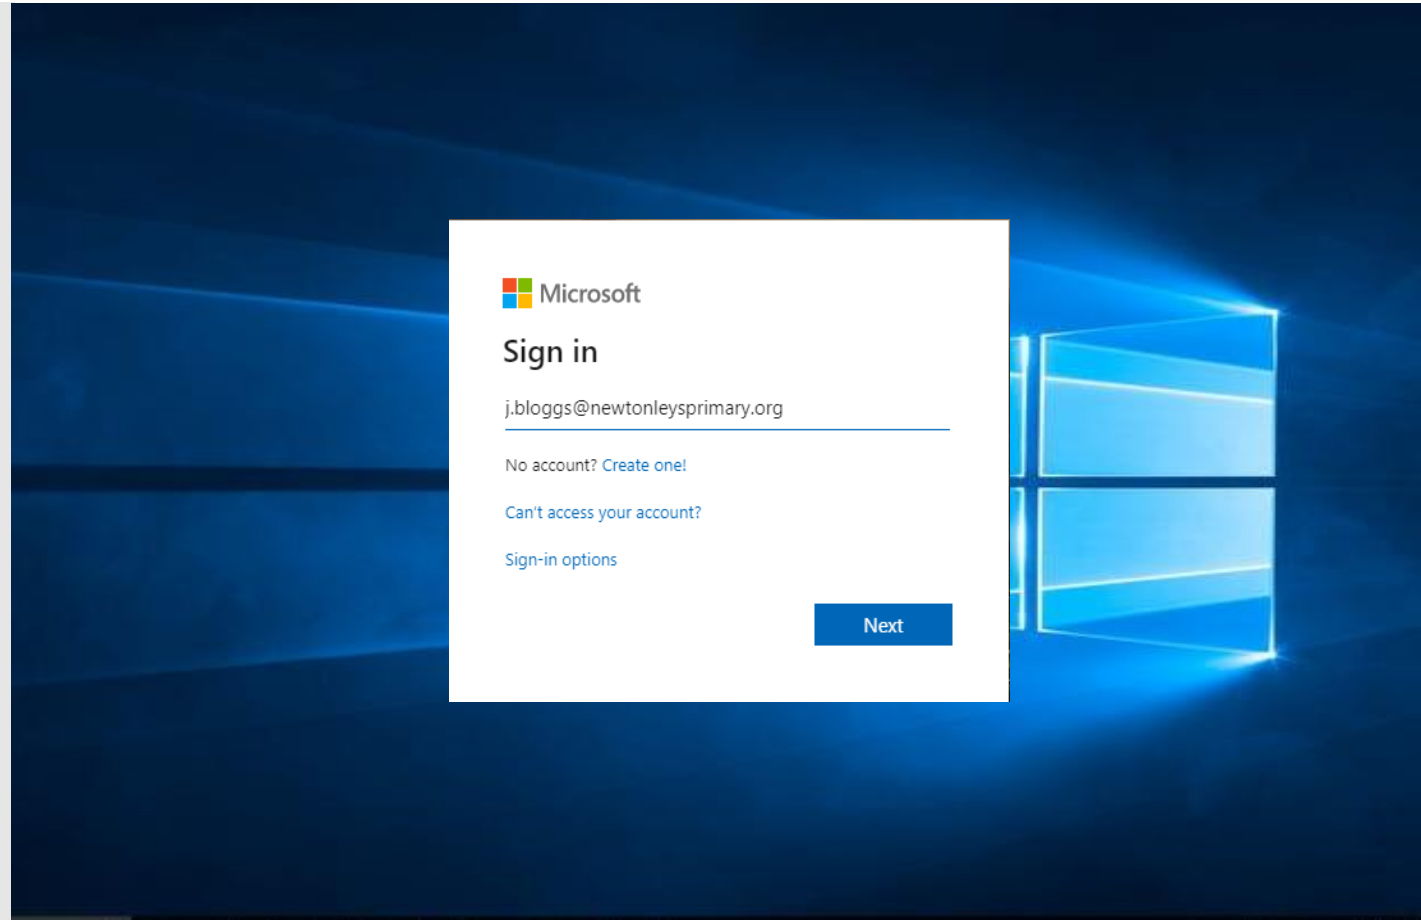 Microsoft
Sign in
j.bloggs@newtonleysprimary.org
No account? Create one!
Can't access your account?
Sign-in options
Next